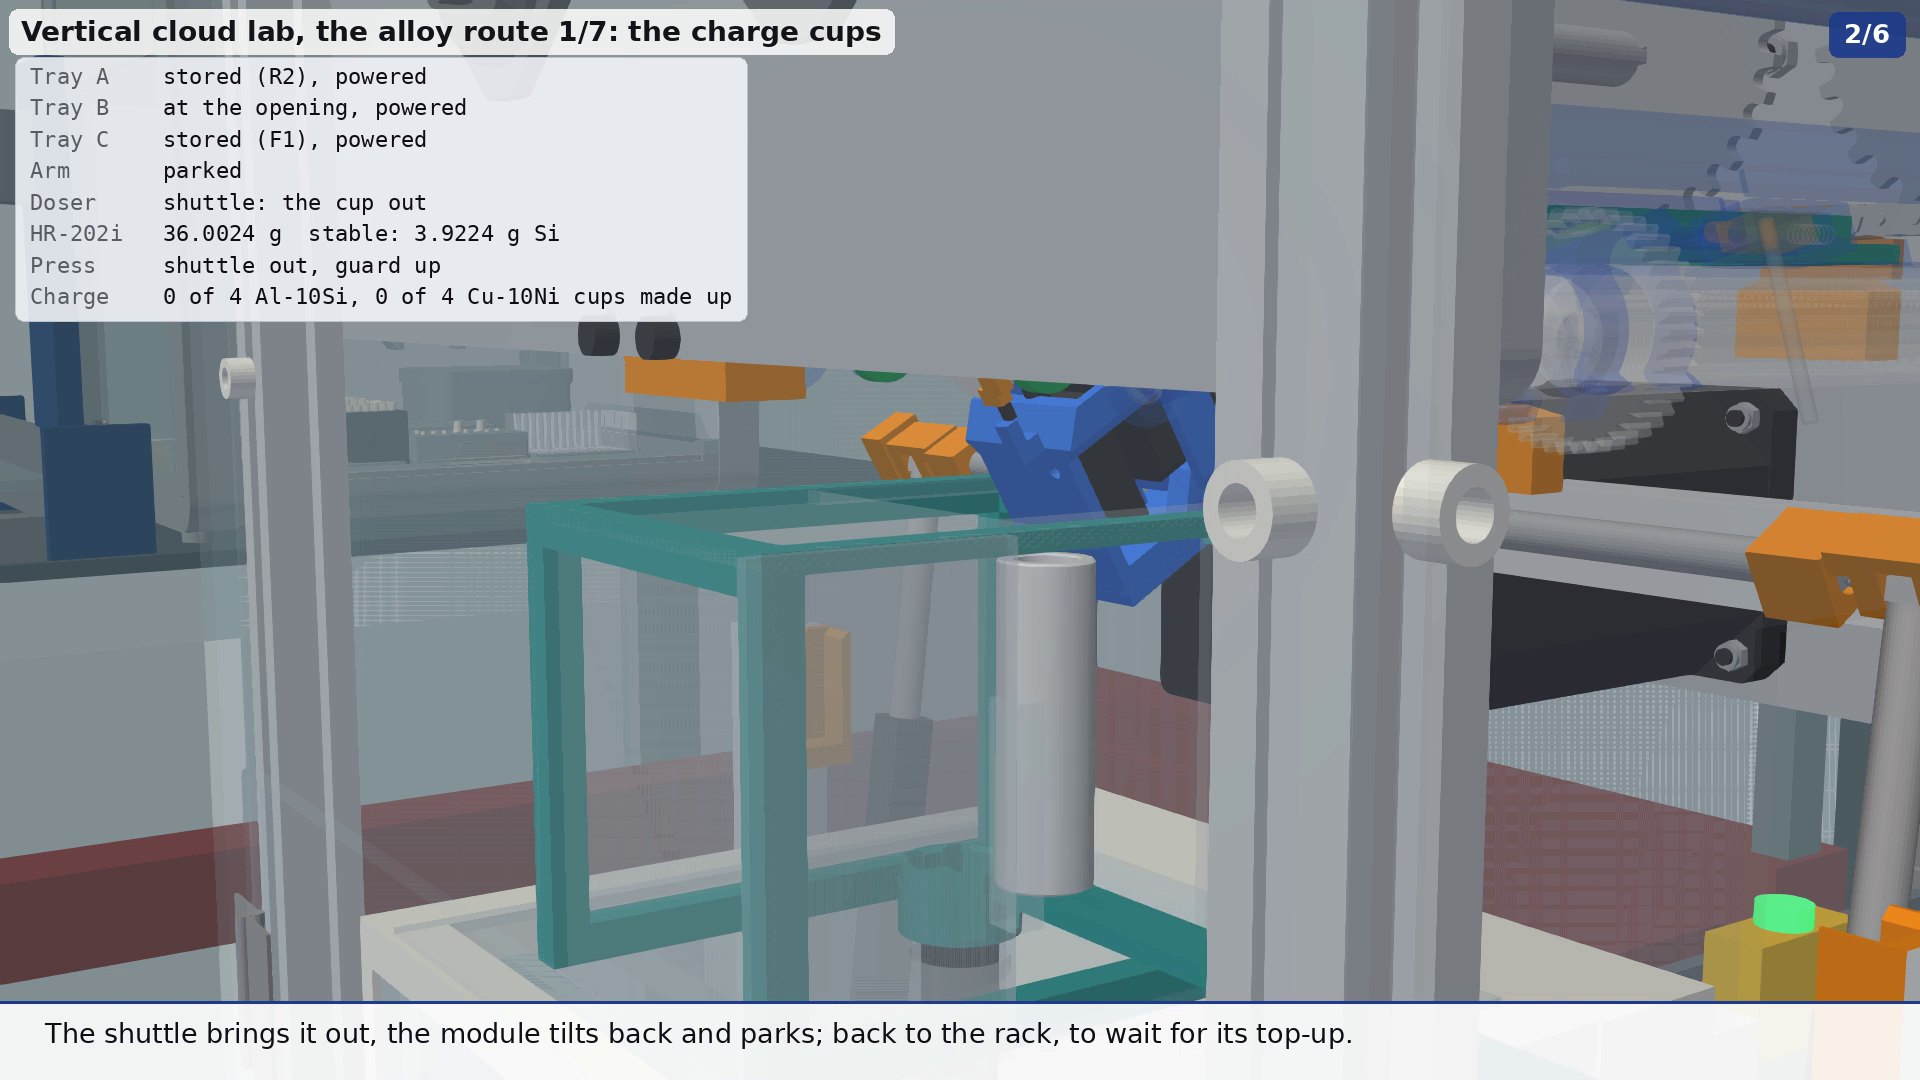 Vertical cloud lab, the alloy route 1/7: the charge cups
2/6
Tray A stored (R2), powered
Tray B at the opening, powered
Tray C stored (F1), powered
Arm parked
Doser shuttle: the cup out
HR-202i 36.0024 g stable: 3.9224 g Si
Press shuttle out, guard up
Charge 0 of 4 Al-10Si, 0 of 4 Cu-10Ni cups made up
The shuttle brings it out, the module tilts back and parks; back to the rack, to wait for its top-up.